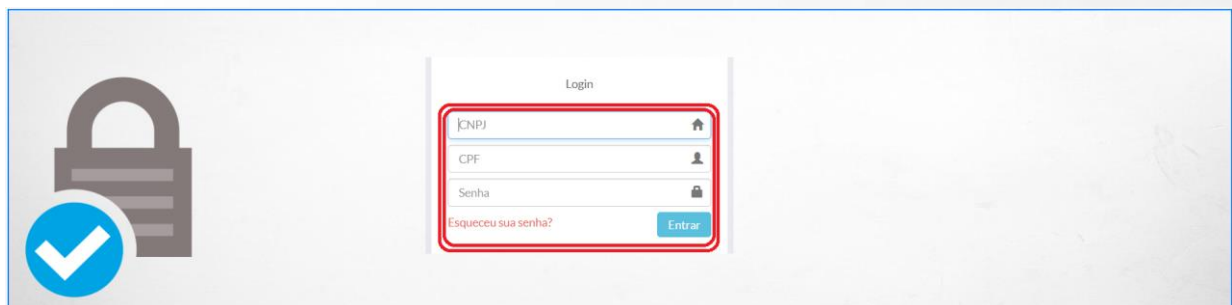 Login
CNPJ
CPF
Senha
Esqueceu sua senha? Entrar